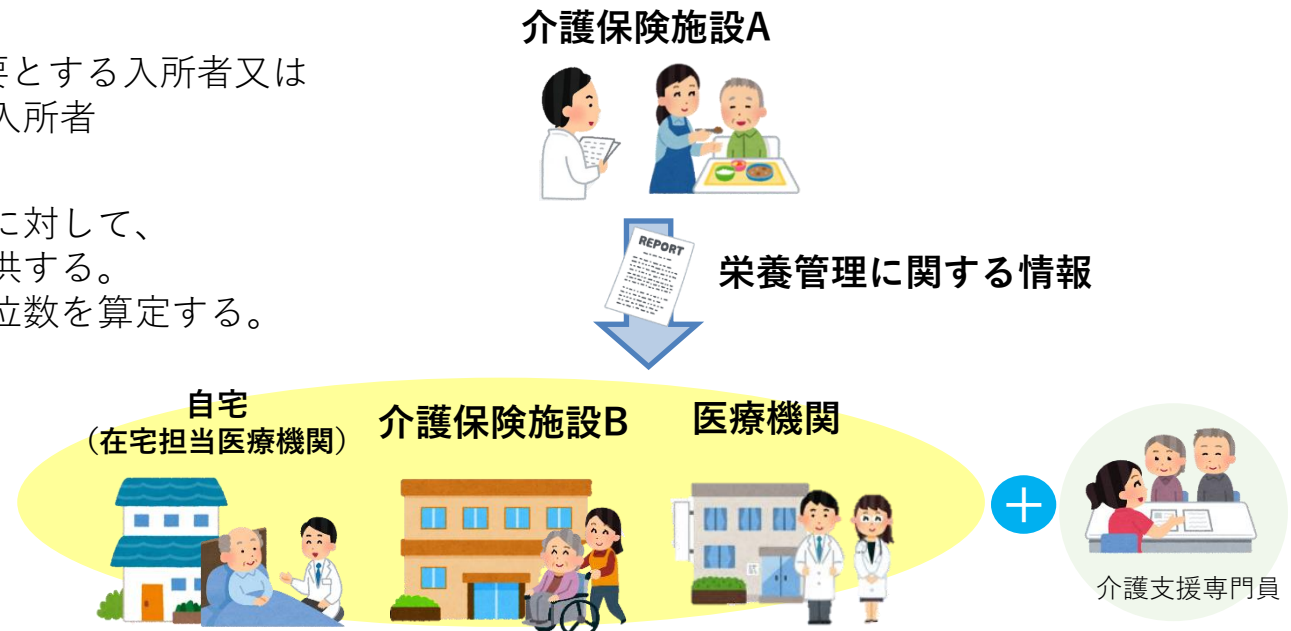 介護保険施設A
要とする入所者又は
入所者
に対して、
供する。
位数を算定する。
REPORT
栄養管理に関する情報
自宅
（在宅担当医療機関）
介護保険施設B
医療機関
＋
介護支援専門員